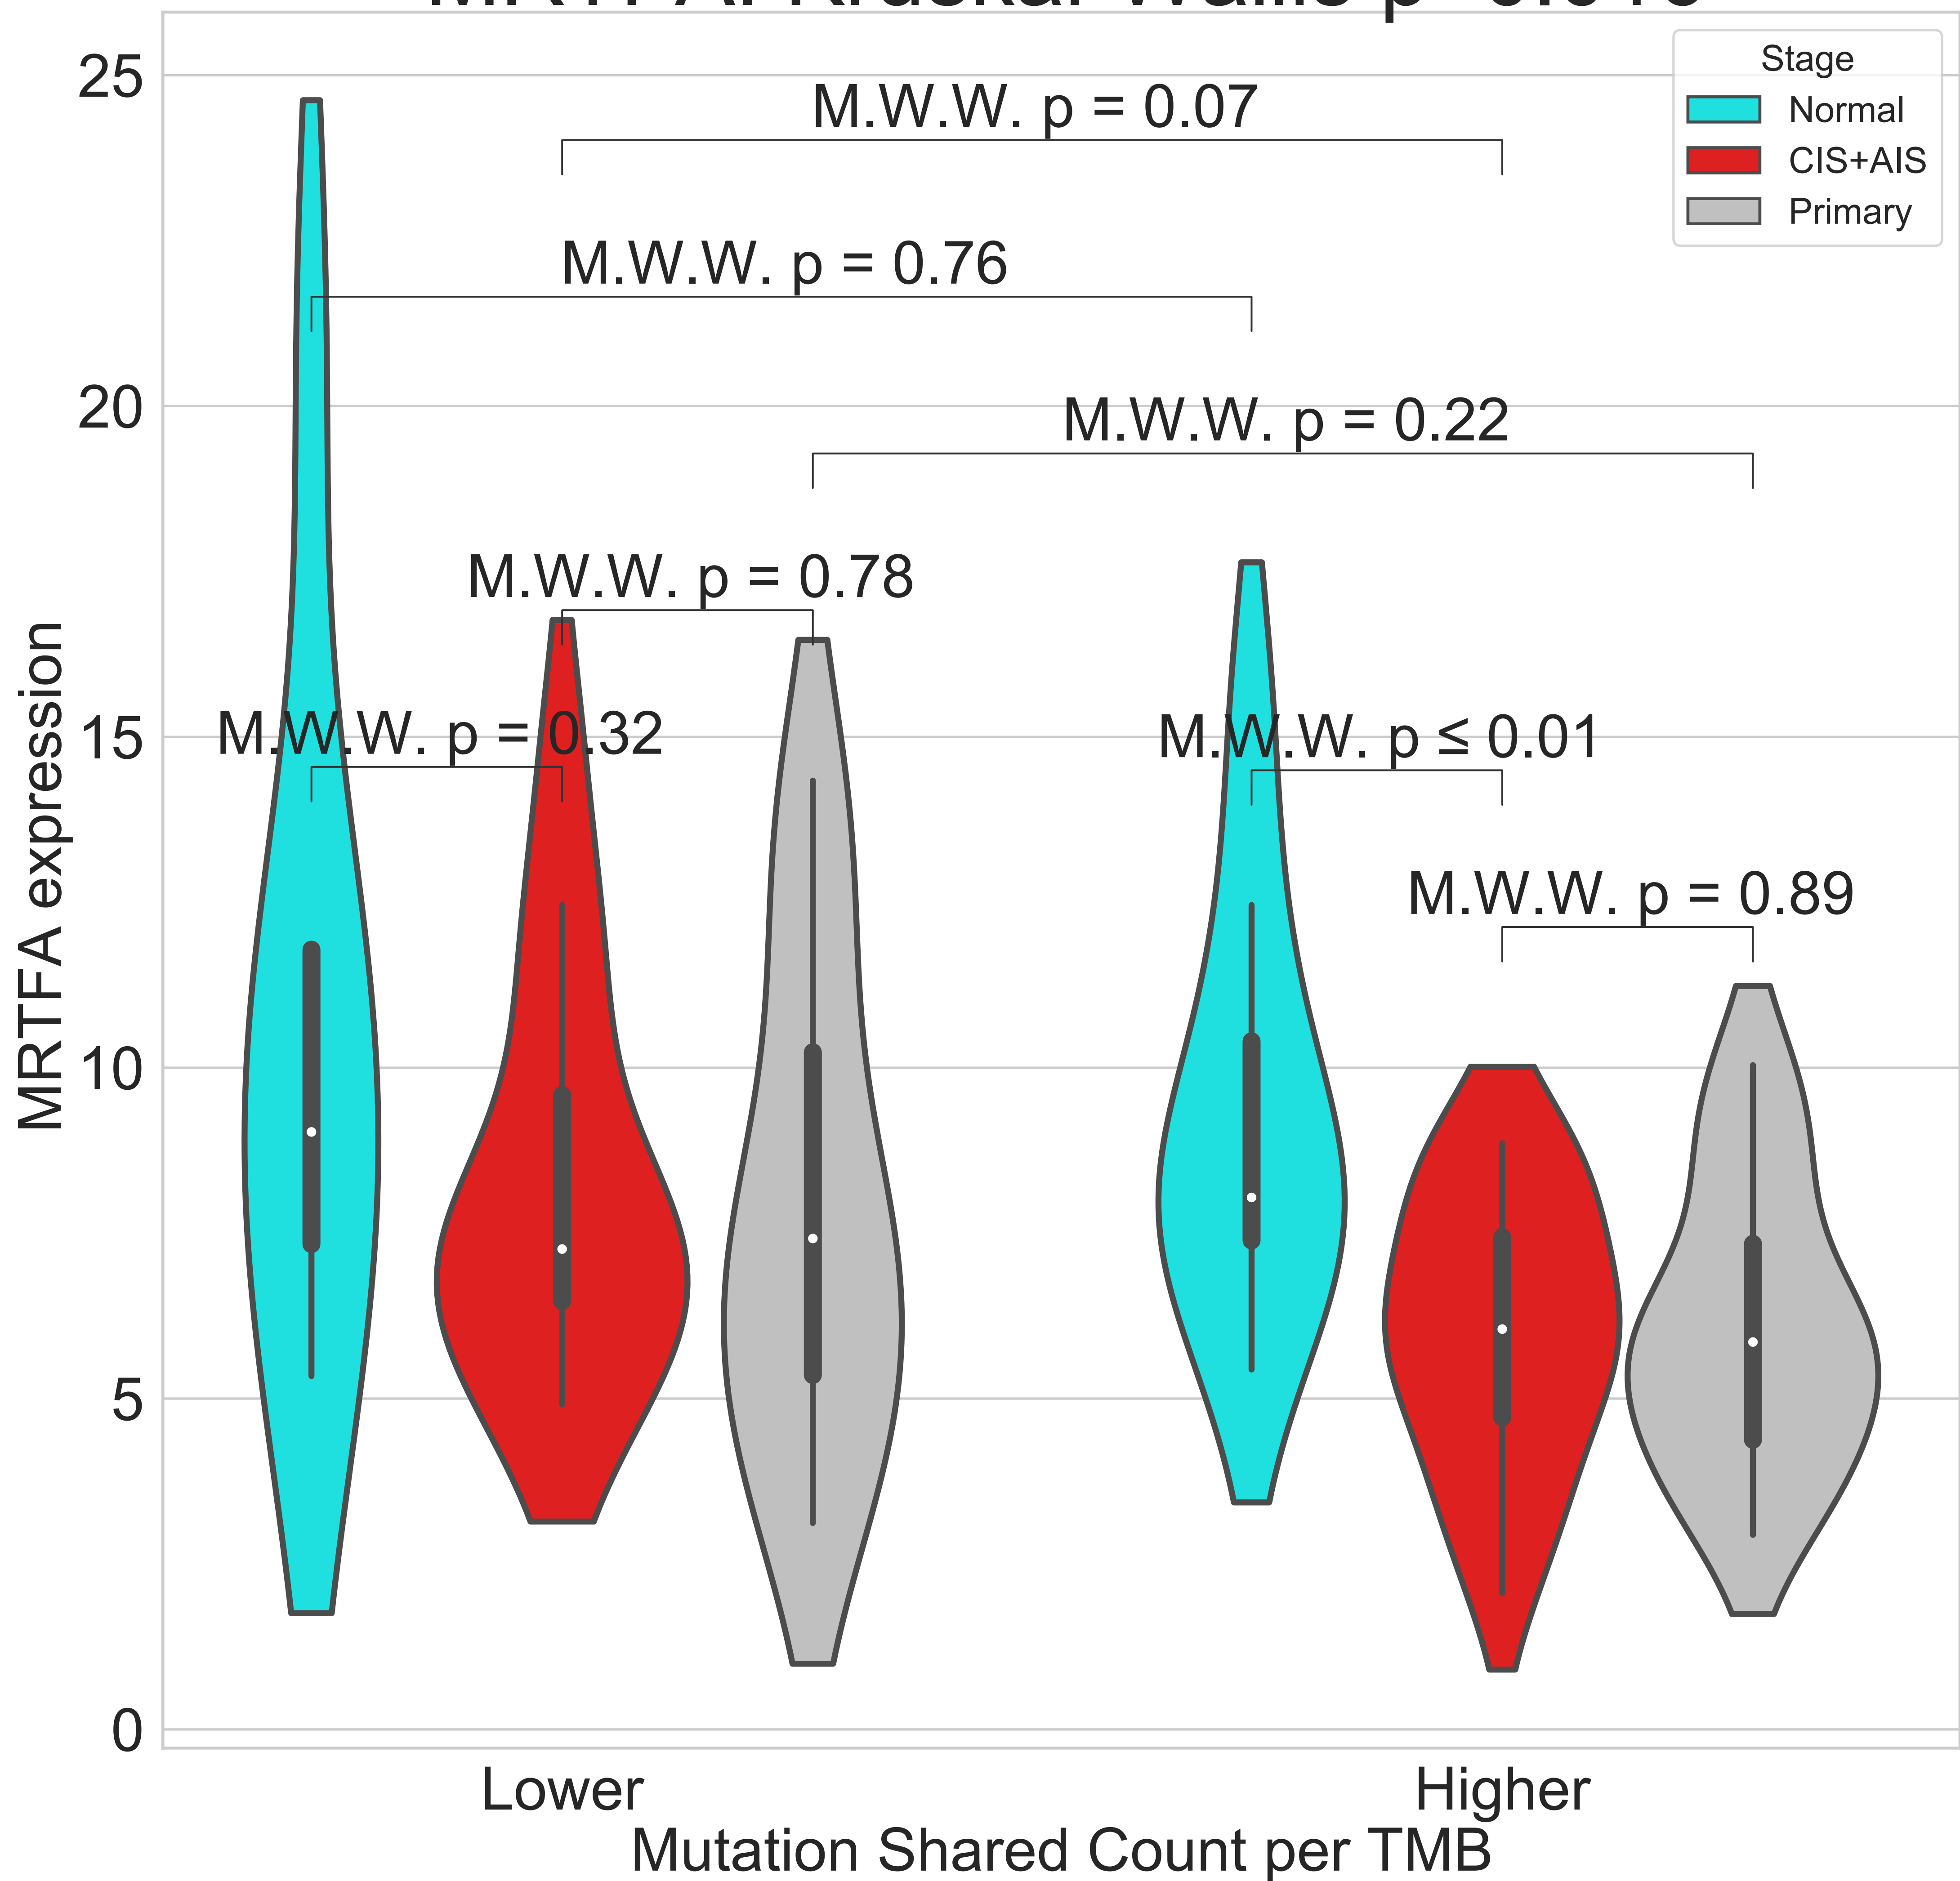 Stage
Normal
CIS+AIS
Primary
M.W.W. p = 0.07
M.W.W. p = 0.76
M.W.W. p = 0.22
M.W.W. p = 0.78
M.W.W. p = 0.32
M.W.W. p ≤ 0.01
M.W.W. p = 0.89
MRTFA expression
25
20
15
10
5
0
Lower
Higher
Mutation Shared Count per TMB